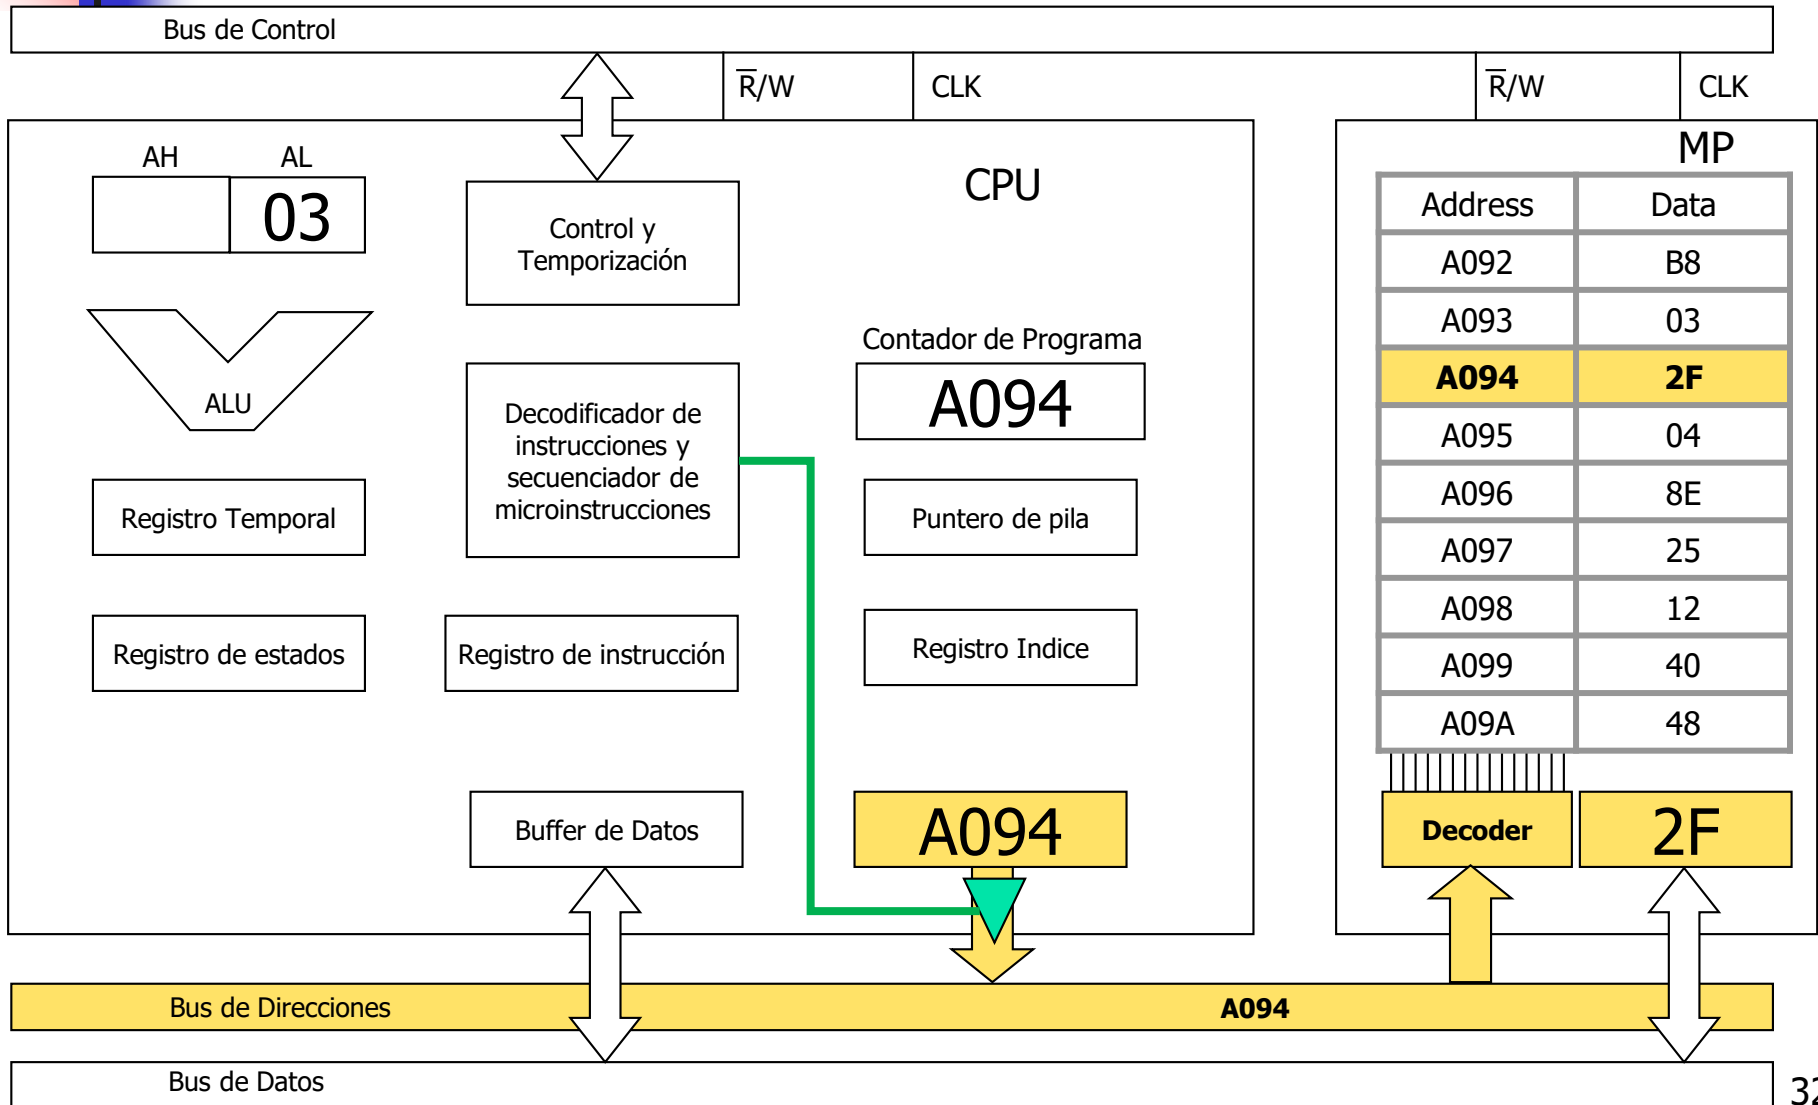 Bus de Control
R̅/W
CLK
R̅/W
CLK
AH
AL
03
Control y
Temporización
CPU
MP
Address Data
A092 B8
A093 03
A094 2F
A095 04
A096 8E
A097 25
A098 12
A099 40
A09A 48
ALU
Decodificador de
instrucciones y
secuenciador de
microinstrucciones
Contador de Programa
A094
Registro Temporal
Puntero de pila
Registro de estados
Registro de instrucción
Registro Indice
Buffer de Datos
A094
Decoder
2F
Bus de Direcciones
A094
Bus de Datos
32